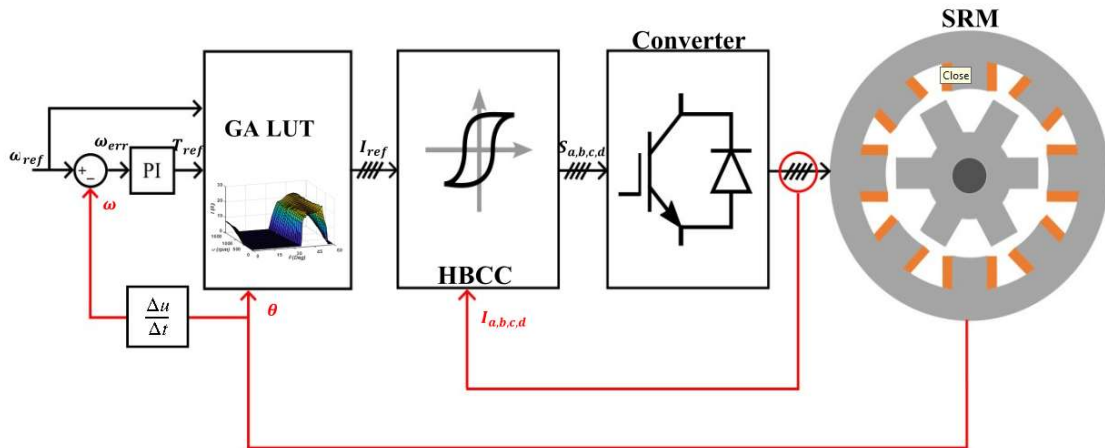 SRM
Converter
Close
GA LUT
ω_ref
+
−
ω_err
PI
T_ref
I_ref
S_a,b,c,d
ω
HBCC
Δu
Δt
θ
I_a,b,c,d